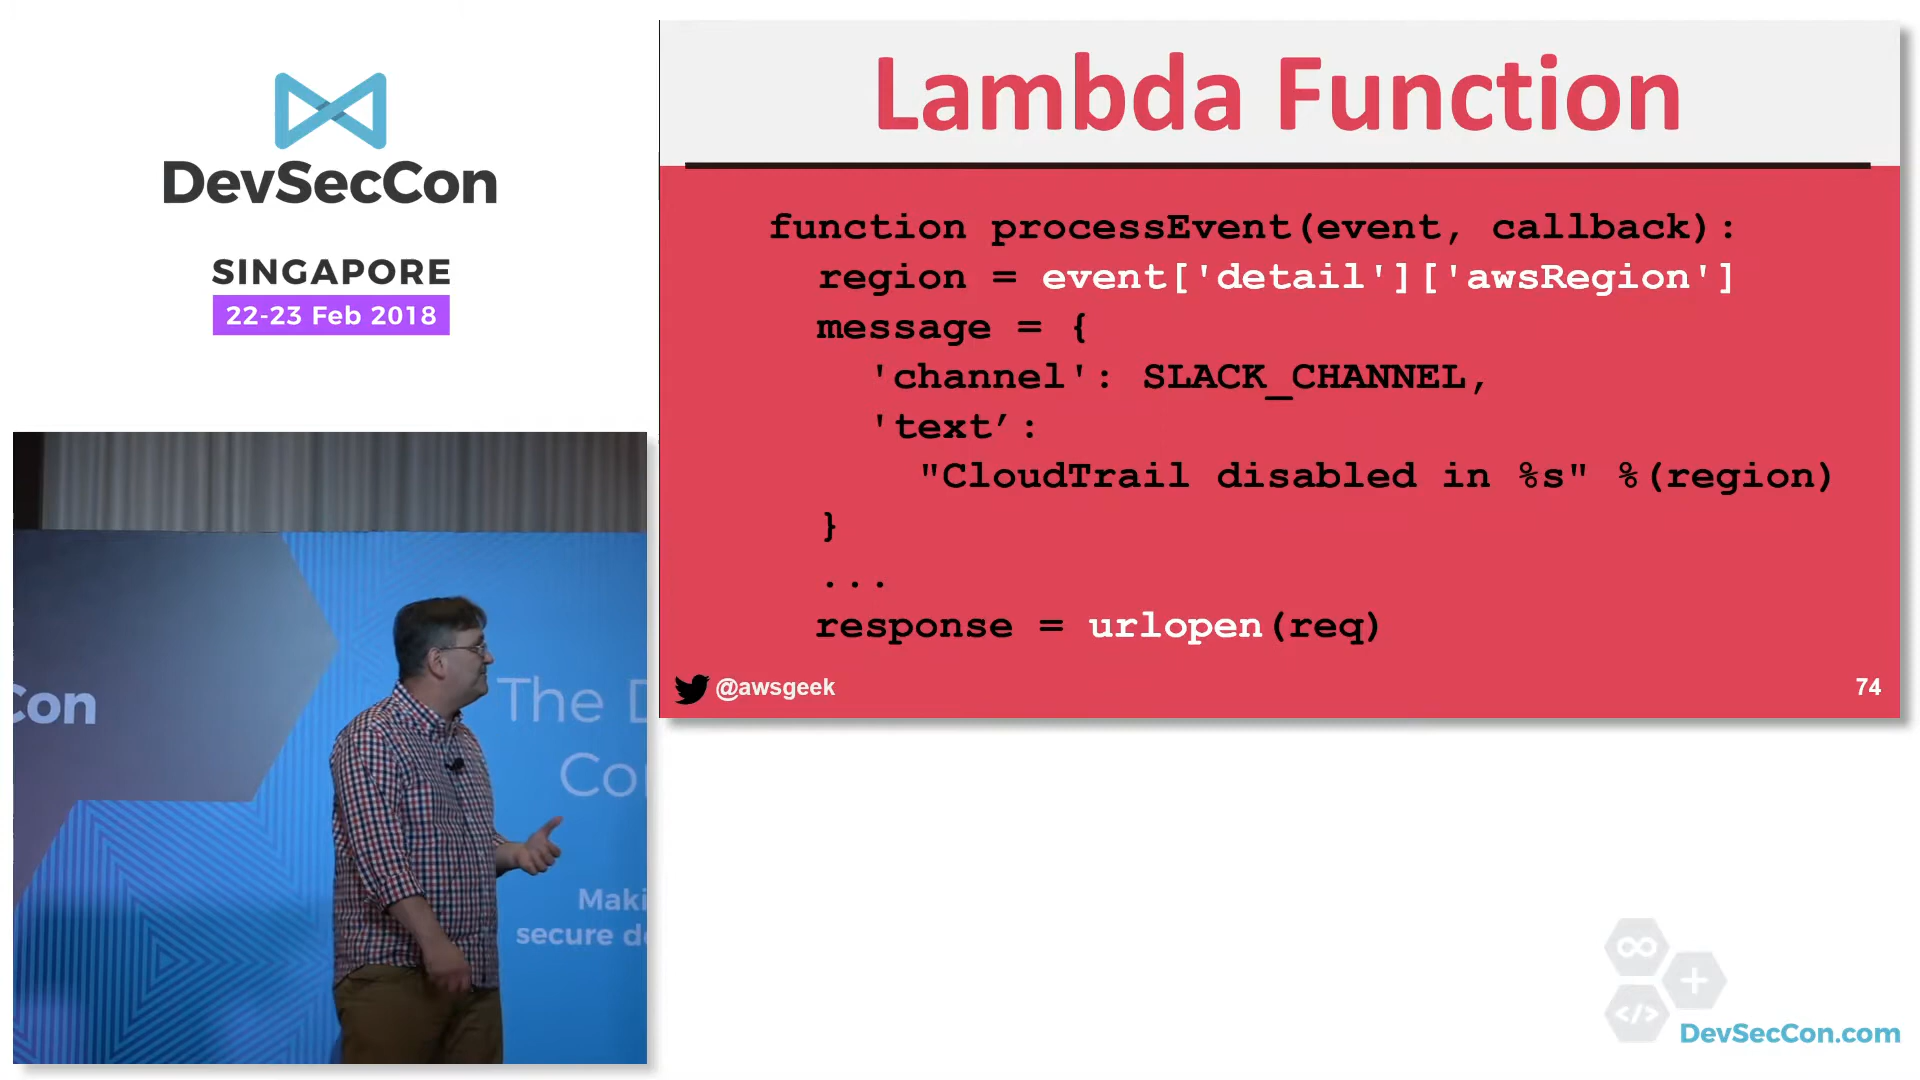 DevSecCon
SINGAPORE
22-23 Feb 2018
Lambda Function
function processEvent(event, callback):
region = event['detail']['awsRegion']
message = {
'channel': SLACK_CHANNEL,
'text’:
"CloudTrail disabled in %s" %(region)
}
...
response = urlopen(req)
@awsgeek
74
Con
The D
Co
Maki
secure de
</>
DevSecCon.com